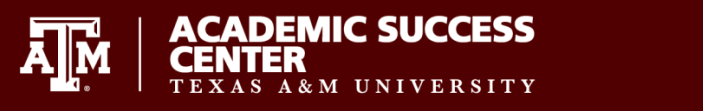 ATM
ACADEMIC SUCCESS
CENTER
TEXAS A&M UNIVERSITY